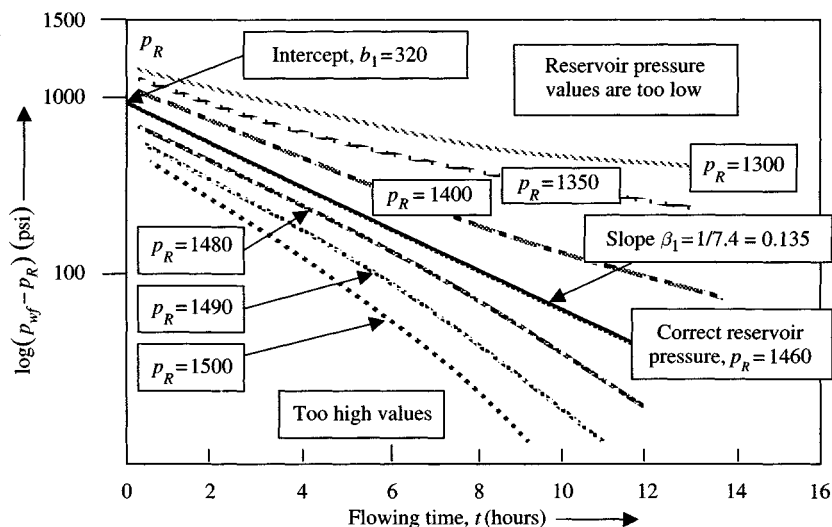 1500
1000
100
log(p_wf – p_R) (psi)
p_R
Intercept, b₁=320
Reservoir pressure
values are too low
p_R=1300
p_R=1350
p_R=1400
Slope β₁=1/7.4 = 0.135
p_R=1480
p_R=1490
p_R=1500
Correct reservoir
pressure, p_R=1460
Too high values
0 2 4 6 8 10 12 14 16
Flowing time, t (hours)